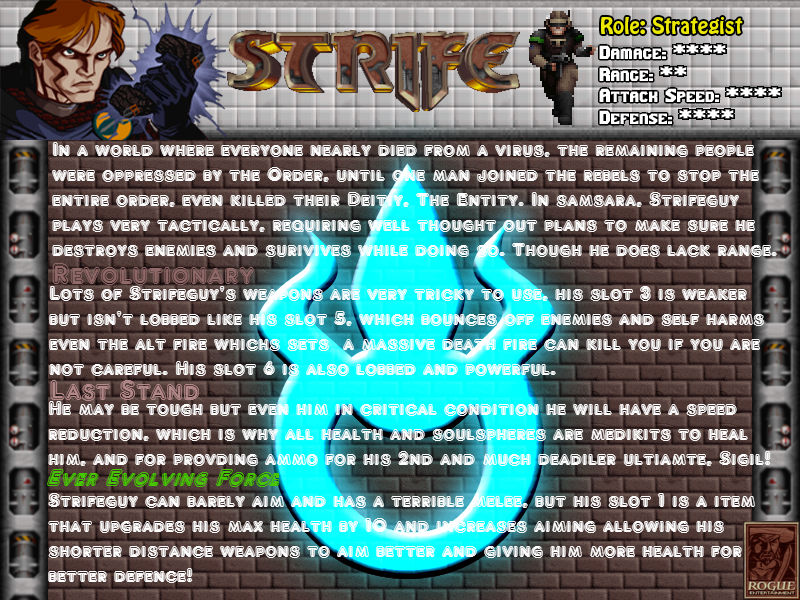 STRIFE
Role: Strategist
Damage: ****
Range: **
Attack Speed: ****
Defense: ****
In a world where everyone nearly died from a virus, the remaining people
were oppressed by the Order, until one man joined the rebels to stop the
entire order, even killed their Deitiy, The Entity. In samsara, Strifeguy
plays very tactically, requiring well thought out plans to make sure he
destroys enemies and surivives while doing so. Though he does lack range.
Revolutionary
Lots of Strifeguy's weapons are very tricky to use, his slot 3 is weaker
but isn't lobbed like his slot 5, which bounces off enemies and self harms
even the alt fire whichs sets a massive death fire can kill you if you are
not careful. His slot 6 is also lobbed and powerful.
Last Stand
He may be tough but even him in critical condition he will have a speed
reduction, which is why all health and soulspheres are medikits to heal
him, and for provding ammo for his 2nd and much deadiler ultiamte, Sigil!
Ever Evolving Force
Strifeguy can barely aim and has a terrible melee, but his slot 1 is a item
that upgrades his max health by 10 and increases aiming allowing his
shorter distance weapons to aim better and giving him more health for
better defence!
ROGUE
ENTERTAINMENT